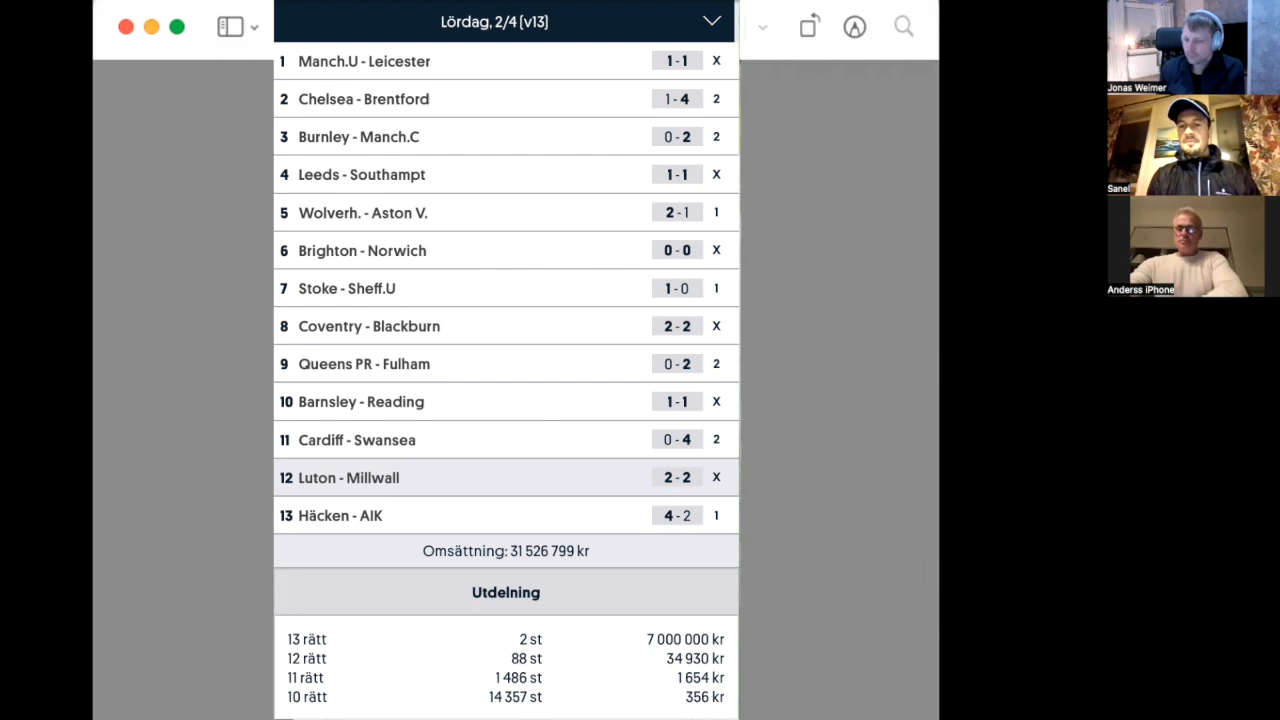 Lördag, 2/4 (v13)
1 Manch.U - Leicester 1 - 1 X
2 Chelsea - Brentford 1 - 4 2
3 Burnley - Manch.C 0 - 2 2
4 Leeds - Southampt 1 - 1 X
5 Wolverh. - Aston V. 2 - 1 1
6 Brighton - Norwich 0 - 0 X
7 Stoke - Sheff.U 1 - 0 1
8 Coventry - Blackburn 2 - 2 X
9 Queens PR - Fulham 0 - 2 2
10 Barnsley - Reading 1 - 1 X
11 Cardiff - Swansea 0 - 4 2
12 Luton - Millwall 2 - 2 X
13 Häcken - AIK 4 - 2 1
Omsättning: 31 526 799 kr
Utdelning
13 rätt 2 st 7 000 000 kr
12 rätt 88 st 34 930 kr
11 rätt 1 486 st 1 654 kr
10 rätt 14 357 st 356 kr
Jonas Weimer
Sanel
Anderss iPhone